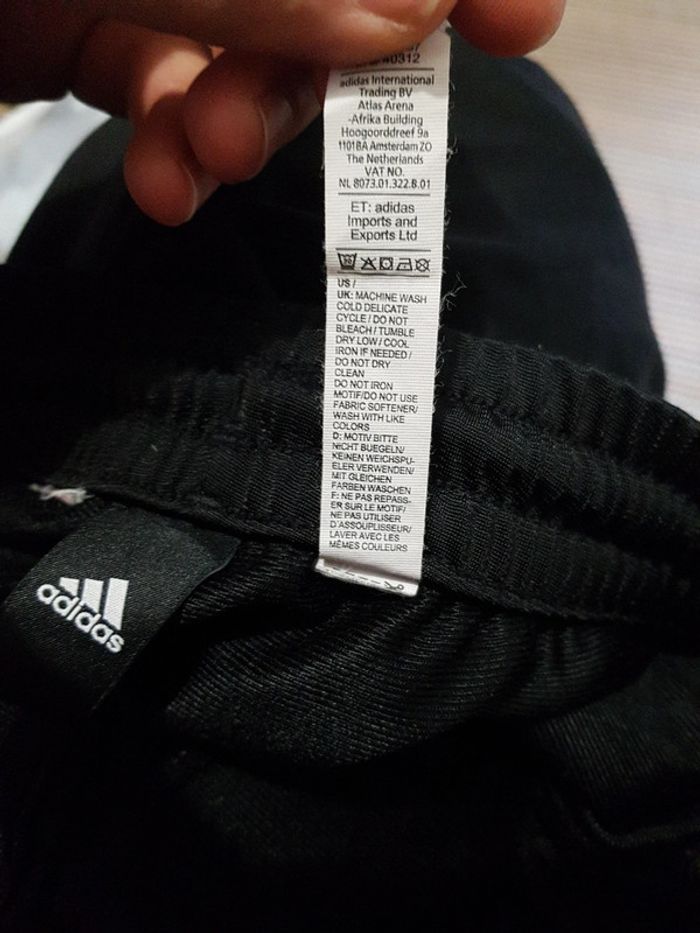 40312
adidas International
Trading BV
Atlas Arena
-Afrika Building
Hoogoorddreef 9a
1101BA Amsterdam ZO
The Netherlands
VAT NO.
NL 8073.01.322.B.01
ET: adidas
Imports and
Exports Ltd
US /
UK: MACHINE WASH
COLD DELICATE
CYCLE / DO NOT
BLEACH / TUMBLE
DRY LOW / COOL
IRON IF NEEDED /
DO NOT DRY
CLEAN
DO NOT IRON
MOTIF/DO NOT USE
FABRIC SOFTENER/
WASH WITH LIKE
COLORS
D: MOTIV BITTE
NICHT BUEGELN/
KEINEN WEICHSPU-
ELER VERWENDEN/
MIT GLEICHEN
FARBEN WASCHEN
F: NE PAS REPASS-
ER SUR LE MOTIF/
NE PAS UTILISER
D'ASSOUPLISSEUR/
LAVER AVEC LES
MÊMES COULEURS
adidas